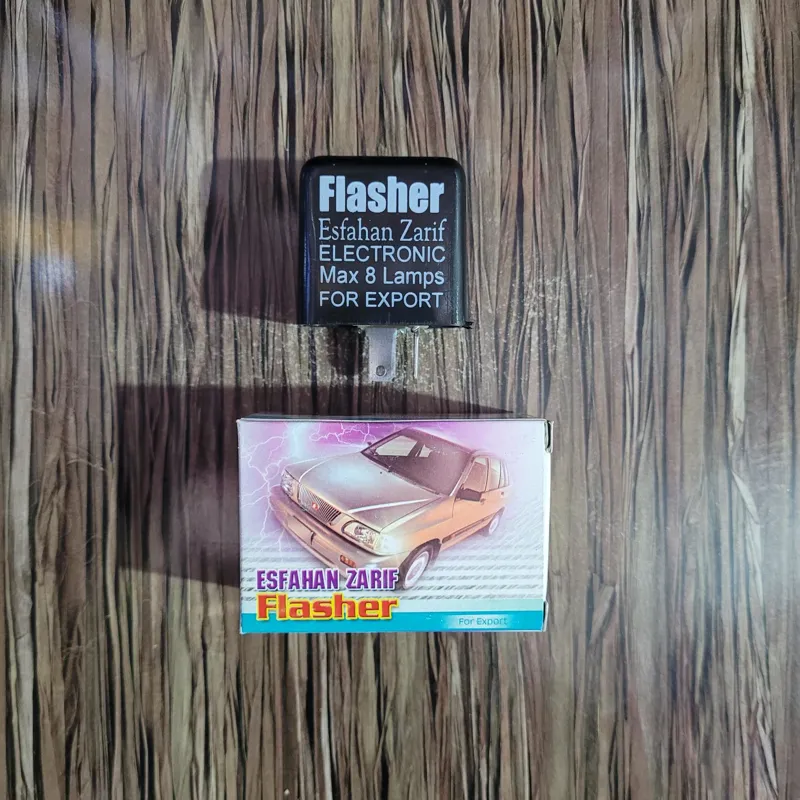 Flasher
Esfahan Zarif
ELECTRONIC
Max 8 Lamps
FOR EXPORT
ESFAHAN ZARIF
Flasher
For Export